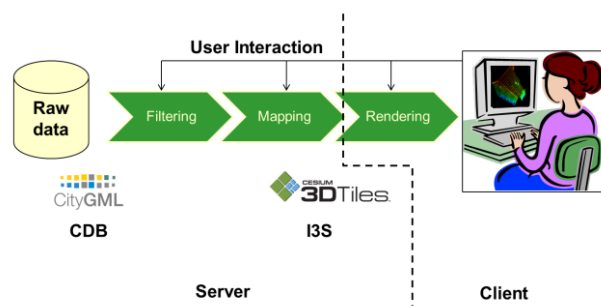 User Interaction
Raw
data
Filtering
Mapping
Rendering
CityGML
CESIUM
3DTiles
CDB
I3S
Server
Client